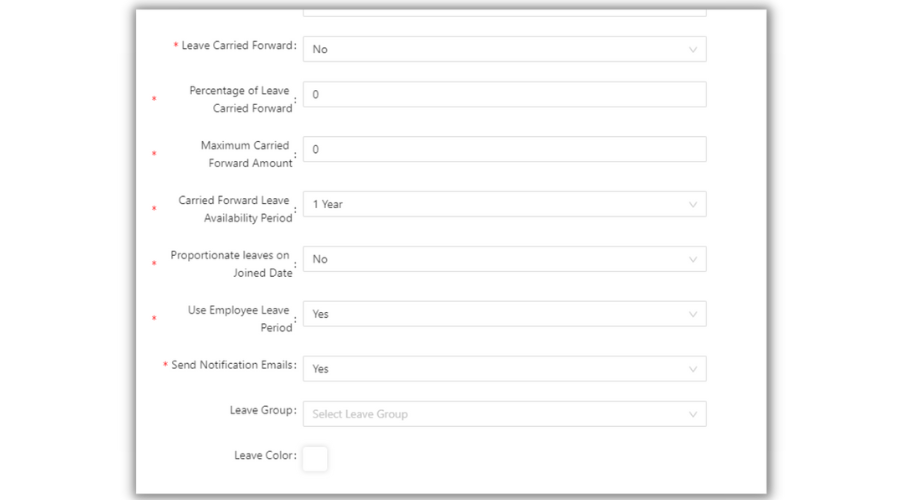 * Leave Carried Forward: No
* Percentage of Leave
Carried Forward : 0
* Maximum Carried
Forward Amount : 0
* Carried Forward Leave
Availability Period : 1 Year
* Proportionate leaves on
Joined Date : No
* Use Employee Leave
Period : Yes
* Send Notification Emails: Yes
Leave Group: Select Leave Group
Leave Color: